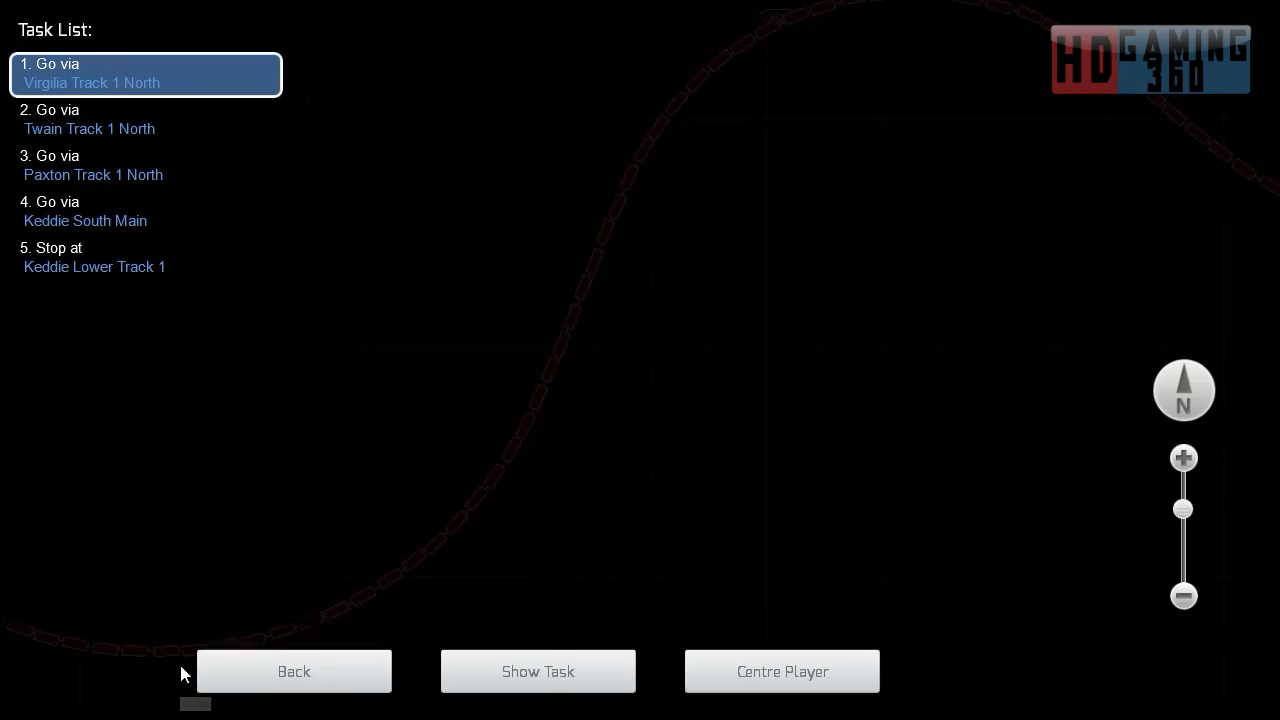 Task List:
1. Go via
Virgilia Track 1 North
2. Go via
Twain Track 1 North
3. Go via
Paxton Track 1 North
4. Go via
Keddie South Main
5. Stop at
Keddie Lower Track 1
HD GAMING
360
N
Back
Show Task
Centre Player